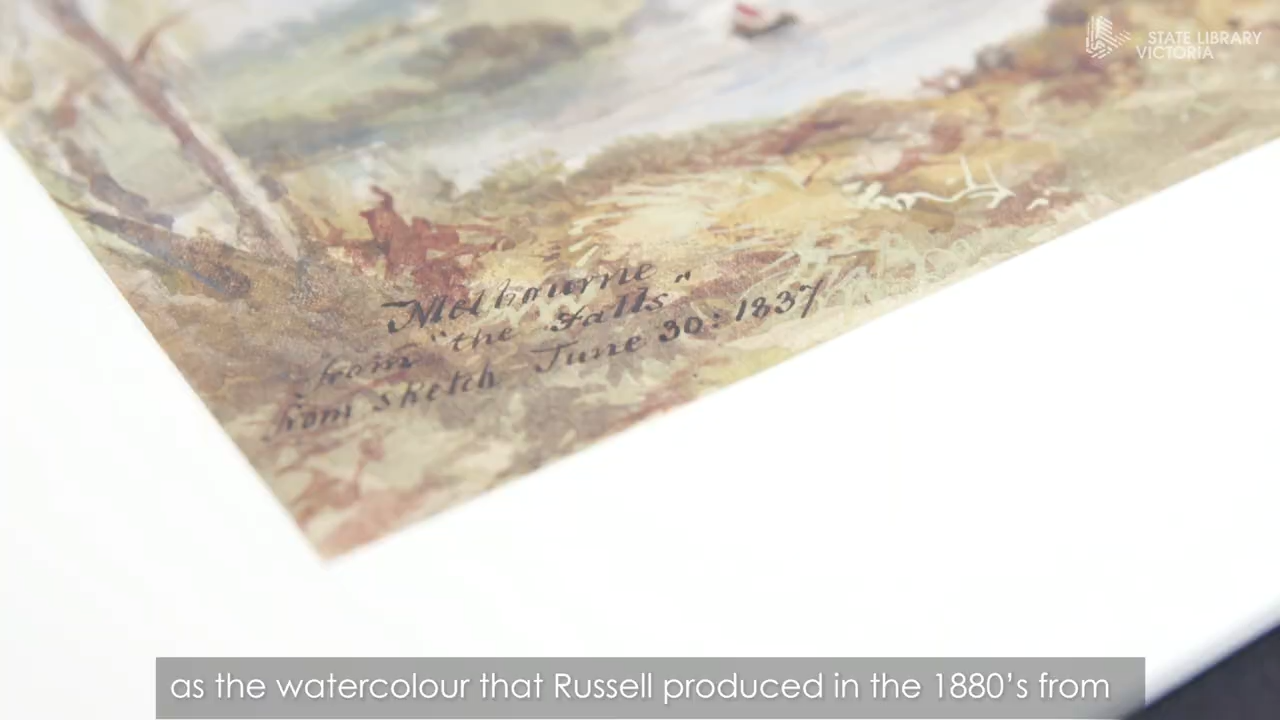 STATE LIBRARY
VICTORIA
Melbourne
from "the Falls"
from sketch June 30: 1837
as the watercolour that Russell produced in the 1880's from